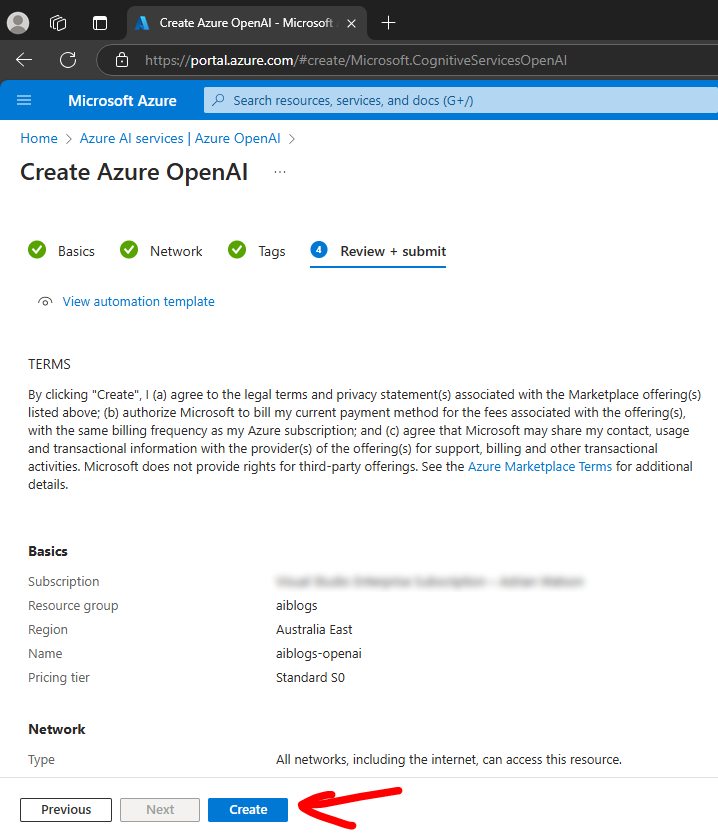 Create Azure OpenAI - Microsoft
https://portal.azure.com/#create/Microsoft.CognitiveServicesOpenAI
Microsoft Azure
Search resources, services, and docs (G+/)
Home > Azure AI services | Azure OpenAI >
Create Azure OpenAI ...
Basics Network Tags 4 Review + submit
View automation template
TERMS
By clicking "Create", I (a) agree to the legal terms and privacy statement(s) associated with the Marketplace offering(s)
listed above; (b) authorize Microsoft to bill my current payment method for the fees associated with the offering(s),
with the same billing frequency as my Azure subscription; and (c) agree that Microsoft may share my contact, usage
and transactional information with the provider(s) of the offering(s) for support, billing and other transactional
activities. Microsoft does not provide rights for third-party offerings. See the Azure Marketplace Terms for additional
details.
Basics
Subscription
Resource group aiblogs
Region Australia East
Name aiblogs-openai
Pricing tier Standard S0
Network
Type All networks, including the internet, can access this resource.
Previous Next Create